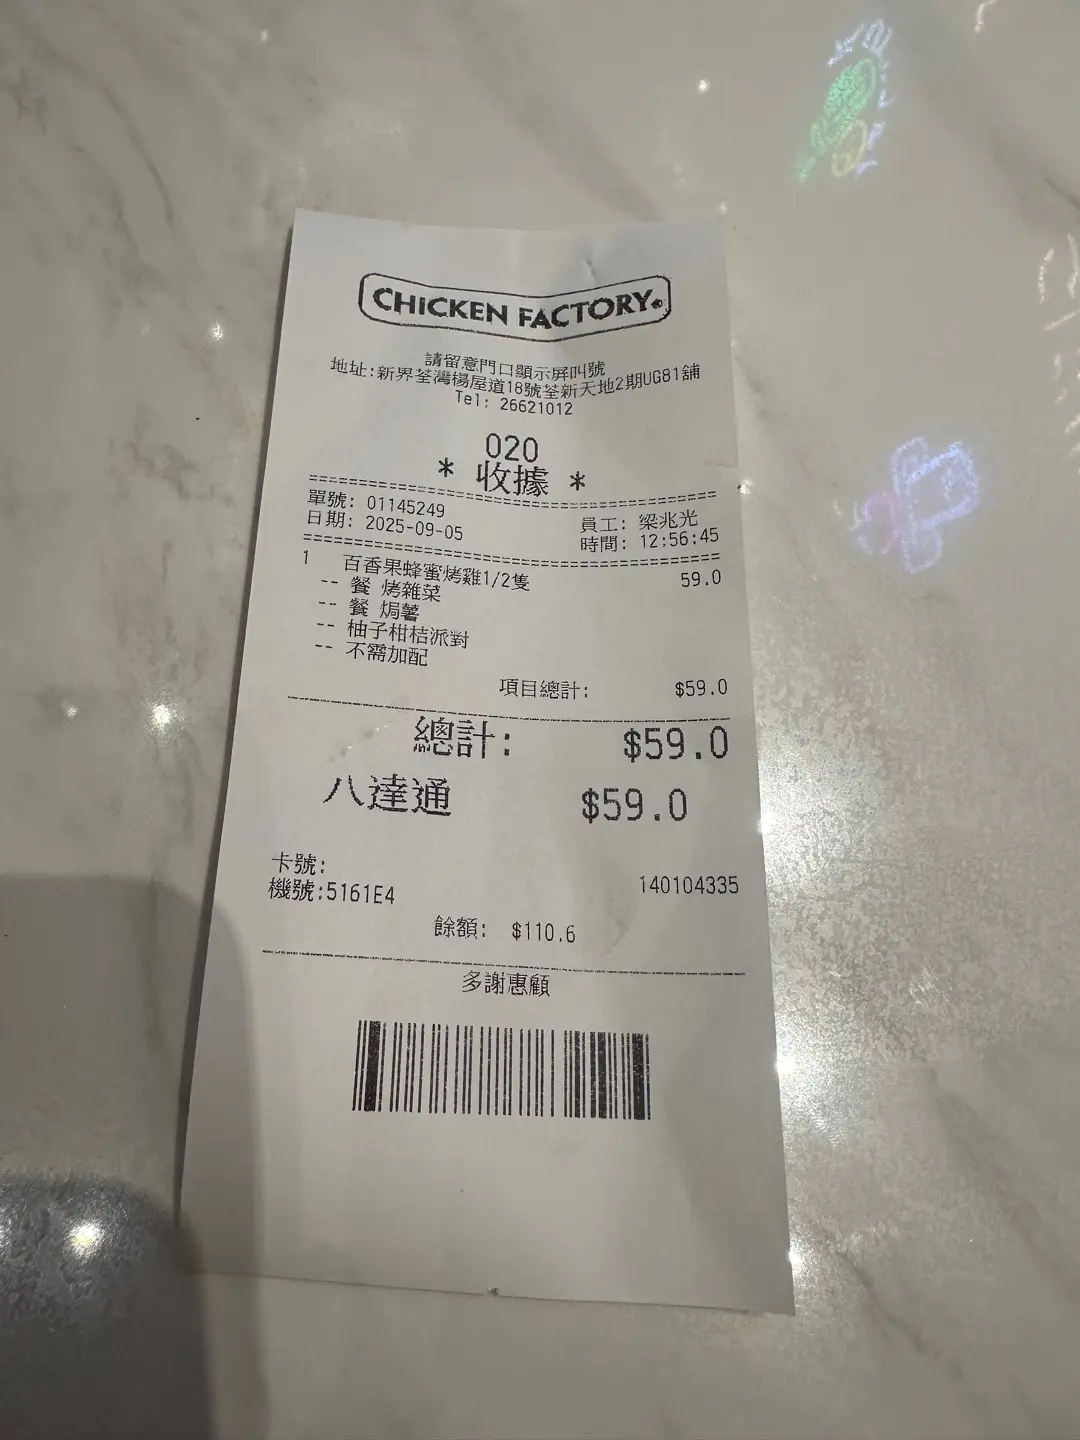 CHICKEN FACTORY®
請留意門口顯示屏叫號
地址:新界荃灣楊屋道18號荃新天地2期UG81舖
Tel: 26621012
020
* 收據 *
單號: 01145249 員工: 梁兆光
日期: 2025-09-05 時間: 12:56:45
1 百香果蜂蜜烤雞1/2隻 59.0
-- 餐 烤雜菜
-- 餐 焗薯
-- 柚子柑桔派對
-- 不需加配
項目總計: $59.0
總計: $59.0
八達通 $59.0
卡號: 140104335
機號:5161E4
餘額: $110.6
多謝惠顧